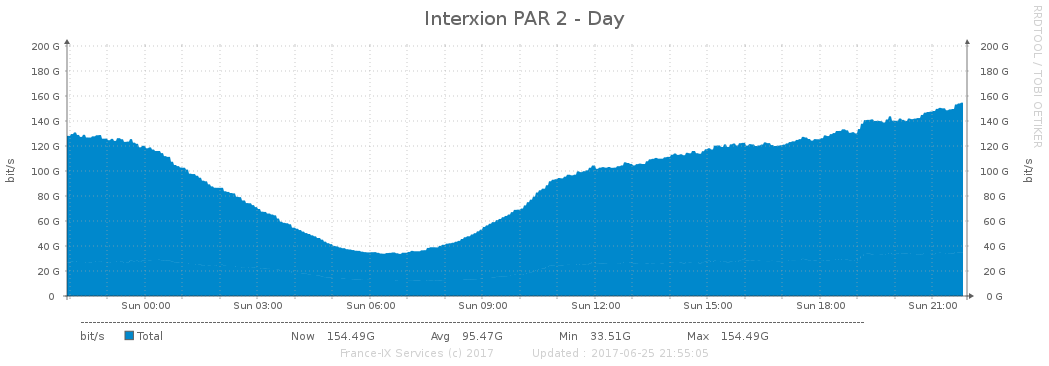 Interxion PAR 2 - Day
RRDTOOL / TOBI OETIKER
bit/s
200 G 200 G
180 G 180 G
160 G 160 G
140 G 140 G
120 G 120 G
100 G 100 G
80 G 80 G
60 G 60 G
40 G 40 G
20 G 20 G
0 0 G
bit/s
Sun 00:00 Sun 03:00 Sun 06:00 Sun 09:00 Sun 12:00 Sun 15:00 Sun 18:00 Sun 21:00
bit/s Total Now 154.49G Avg 95.47G Min 33.51G Max 154.49G
France-IX Services (c) 2017 Updated : 2017-06-25 21:55:05